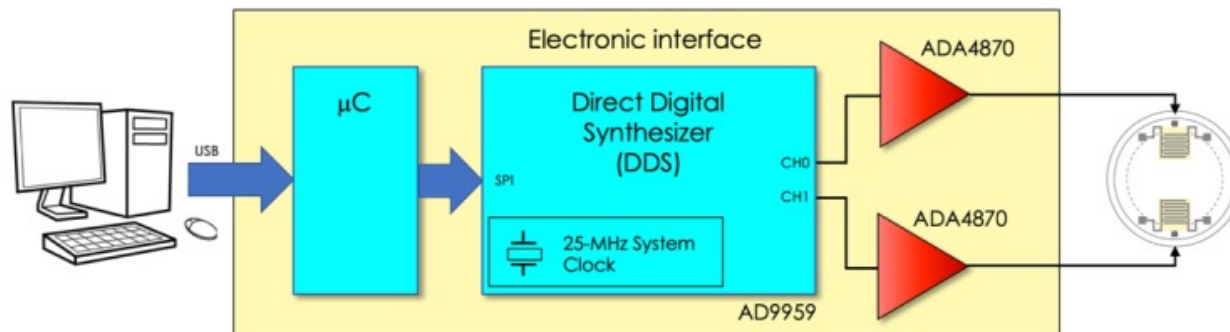 Electronic interface
ADA4870
µC
Direct Digital
Synthesizer
(DDS)
USB
SPI
CH0
CH1
ADA4870
25-MHz System
Clock
AD9959